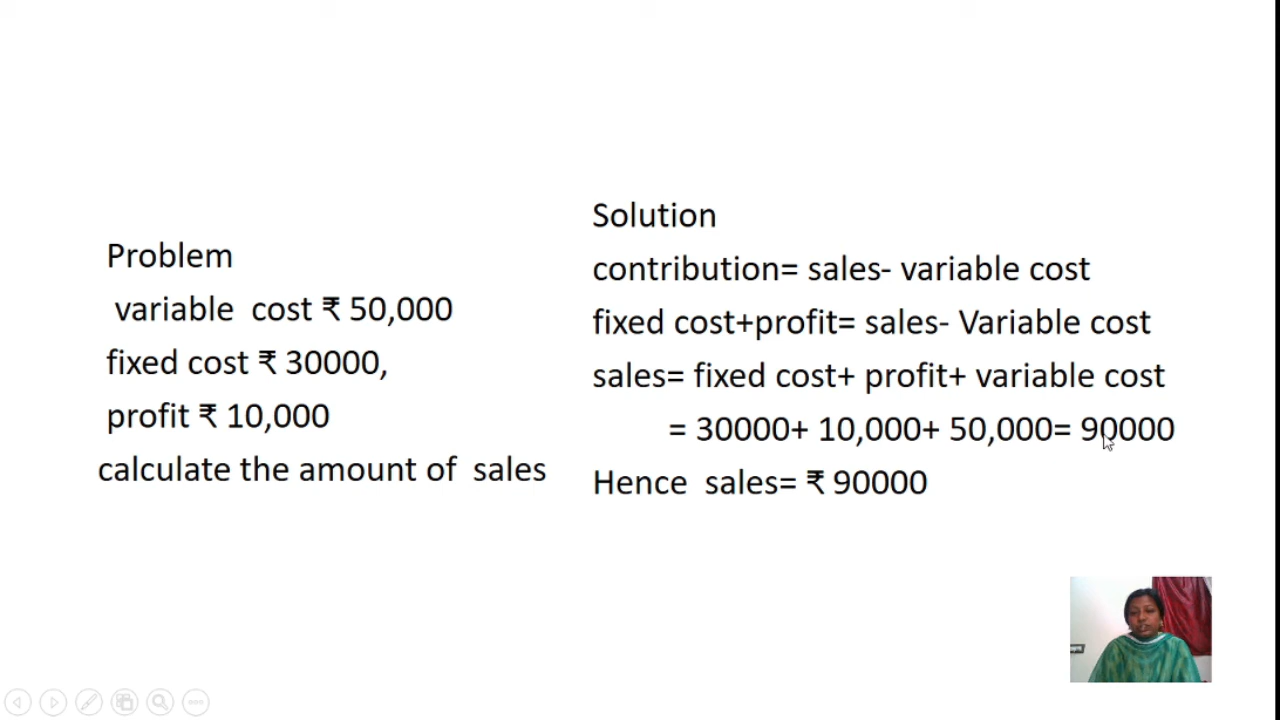 Problem
variable cost ₹ 50,000
fixed cost ₹ 30000,
profit ₹ 10,000
calculate the amount of sales
Solution
contribution= sales- variable cost
fixed cost+profit= sales- Variable cost
sales= fixed cost+ profit+ variable cost
= 30000+ 10,000+ 50,000= 90000
Hence sales= ₹ 90000